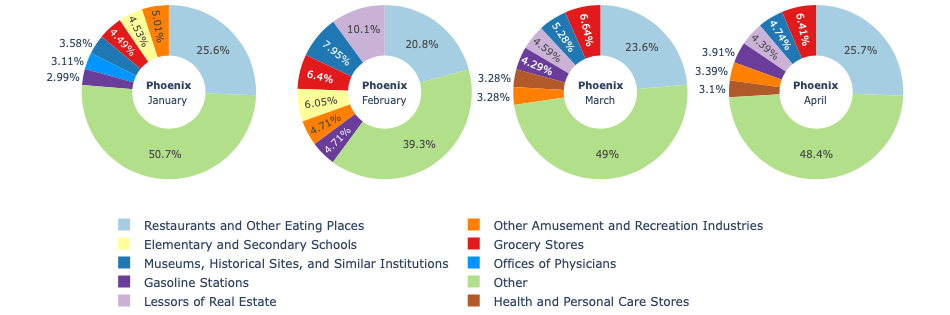 5.01%
4.53%
4.49%
3.58%
3.11%
2.99%
25.6%
50.7%
Phoenix
January
10.1%
7.95%
6.4%
6.05%
4.71%
4.71%
20.8%
39.3%
Phoenix
February
6.64%
5.28%
4.59%
4.29%
3.28%
3.28%
23.6%
49%
Phoenix
March
6.41%
4.74%
4.39%
3.91%
3.39%
3.1%
25.7%
48.4%
Phoenix
April
Restaurants and Other Eating Places
Elementary and Secondary Schools
Museums, Historical Sites, and Similar Institutions
Gasoline Stations
Lessors of Real Estate
Other Amusement and Recreation Industries
Grocery Stores
Offices of Physicians
Other
Health and Personal Care Stores